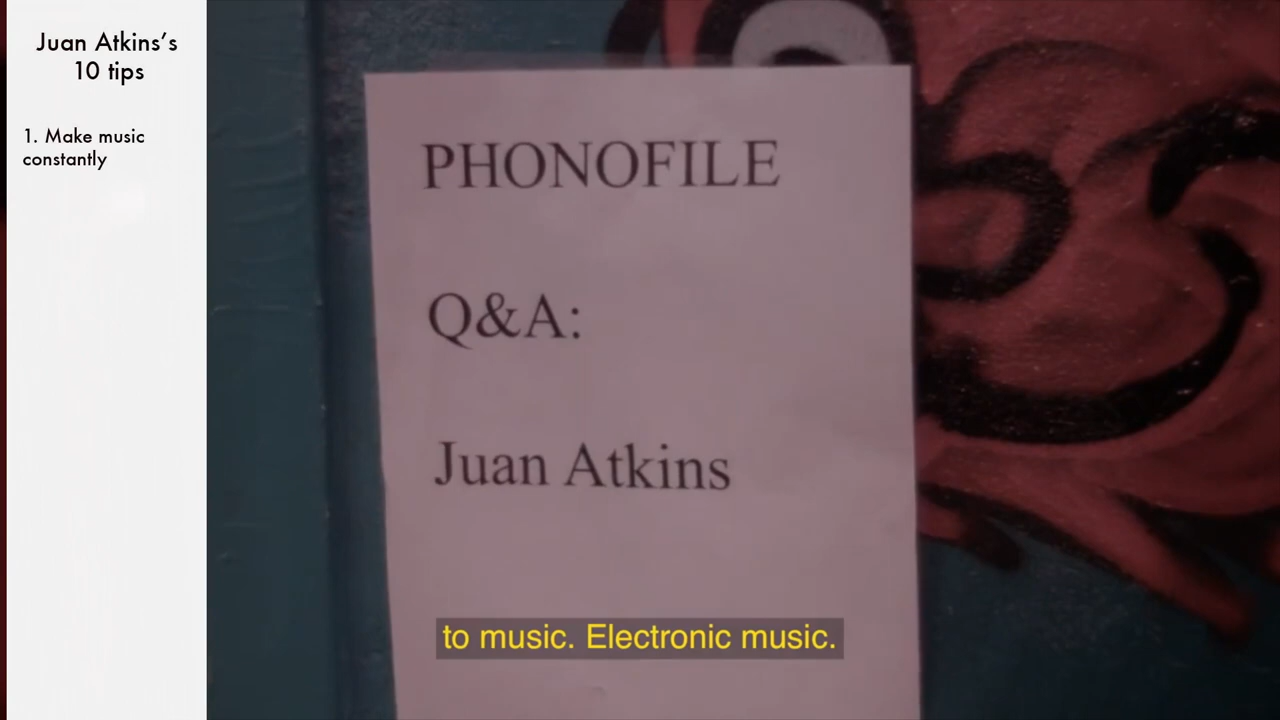 Juan Atkins’s
10 tips
1. Make music
constantly
PHONOFILE
Q&A:
Juan Atkins
to music. Electronic music.